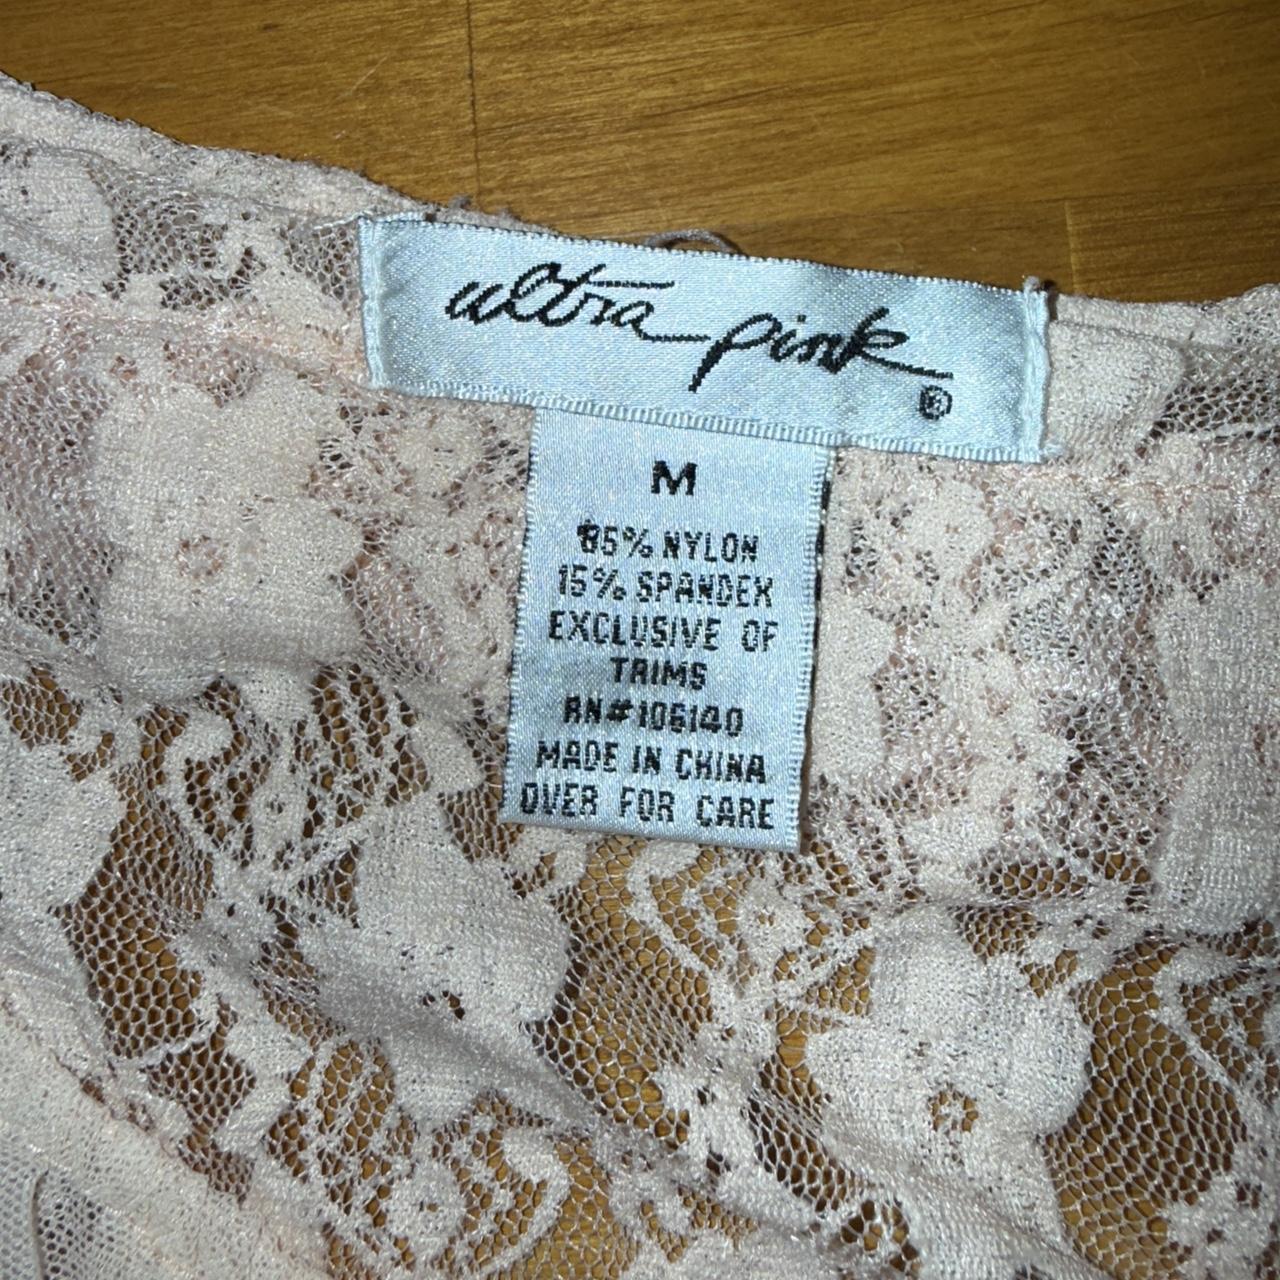 ultra pink ®
M
85% NYLON
15% SPANDEX
EXCLUSIVE OF
TRIMS
RN#106140
MADE IN CHINA
OVER FOR CARE